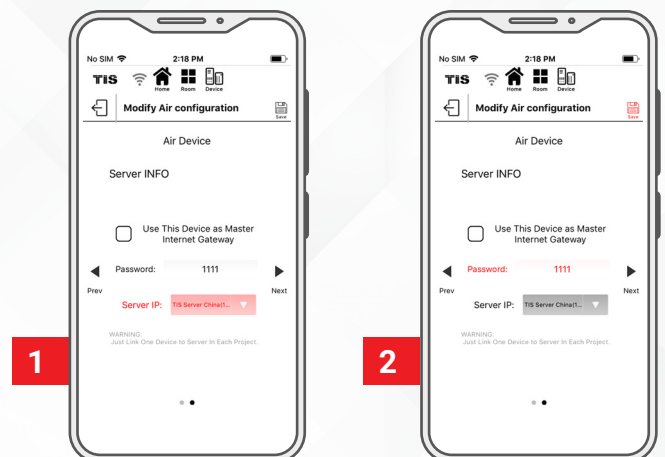 No SIM 2:18 PM
TIS Home Room Device
Modify Air configuration Save
Air Device
Server INFO
Use This Device as Master
Internet Gateway
Password: 1111
Prev Next
Server IP: TIS Server China(1...
WARNING:
Just Link One Device to Server In Each Project.
1
No SIM 2:18 PM
TIS Home Room Device
Modify Air configuration Save
Air Device
Server INFO
Use This Device as Master
Internet Gateway
Password: 1111
Prev Next
Server IP: TIS Server China(1...
WARNING:
Just Link One Device to Server In Each Project.
2